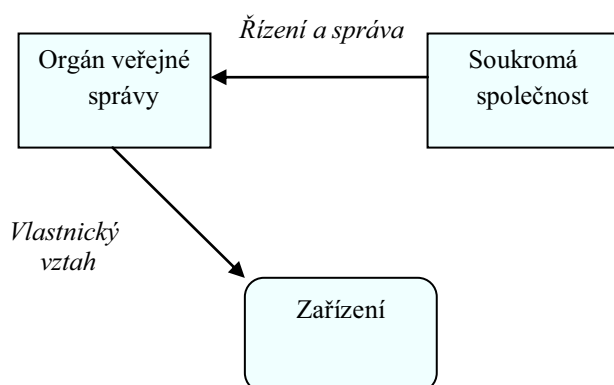 Řízení a správa
Orgán veřejné
správy
Soukromá
společnost
Vlastnický
vztah
Zařízení